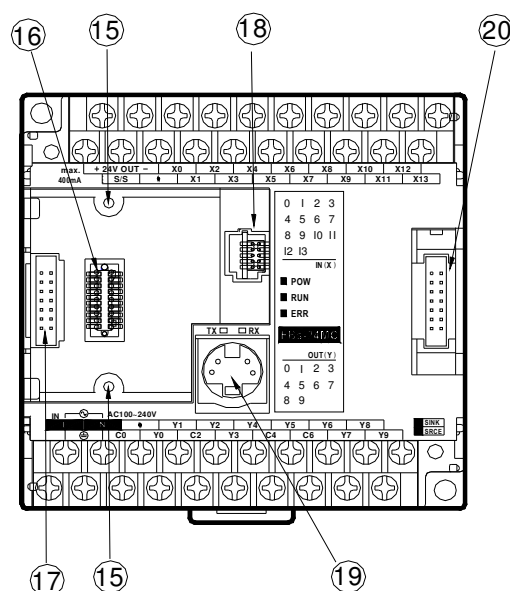 15
16
18
20
max.
400mA
+ 24V OUT −
X0 X2 X4 X6 X8 X10 X12
S/S
X1 X3 X5 X7 X9 X11 X13
0 1 2 3
4 5 6 7
8 9 10 11
12 13
IN (X)
POW
RUN
ERR
TX RX
OUT (Y)
0 1 2 3
4 5 6 7
8 9
IN
AC100~240V
Y1 Y2 Y4 Y5 Y6 Y8
C0 Y0 C2 Y3 C4 C6 Y7 Y9
SINK
SRCE
17
15
19